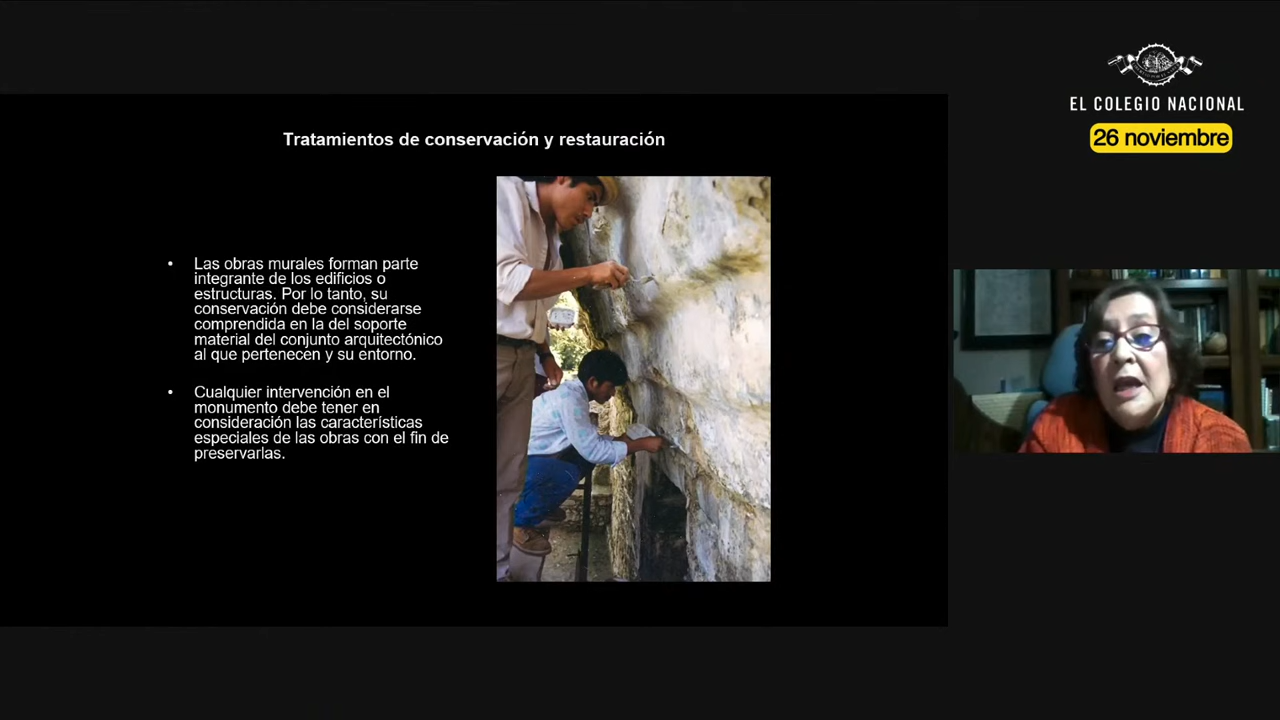 EL COLEGIO NACIONAL
26 noviembre
Tratamientos de conservación y restauración
• Las obras murales forman parte
integrante de los edificios o
estructuras. Por lo tanto, su
conservación debe considerarse
comprendida en la del soporte
material del conjunto arquitectónico
al que pertenecen y su entorno.
• Cualquier intervención en el
monumento debe tener en
consideración las características
especiales de las obras con el fin de
preservarlas.